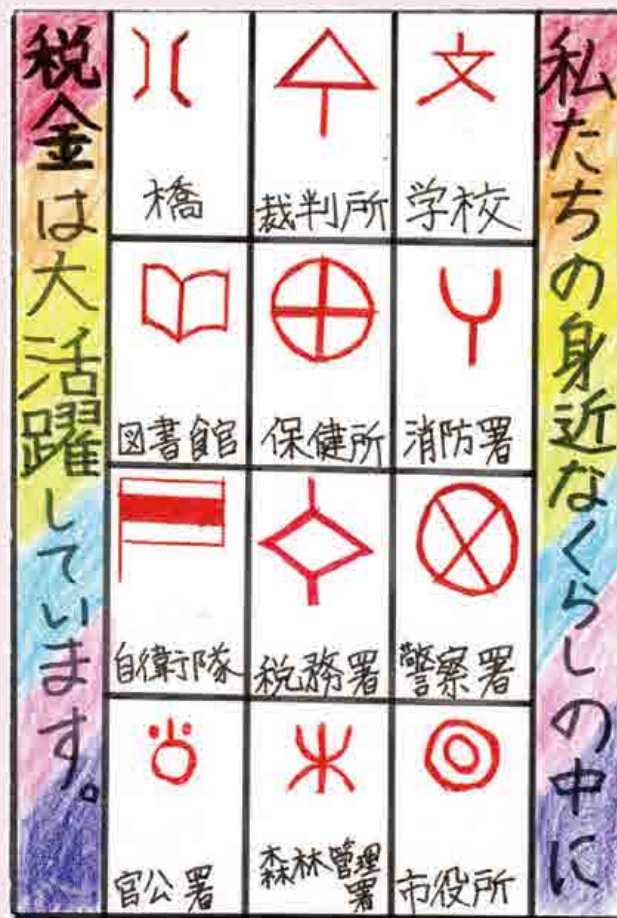 私たちの身近なくらしの中に
学校
裁判所
橋
消防署
保健所
図書館
警察署
税務署
自衛隊
市役所
森林管理
署
官公署
税金は大活躍しています。